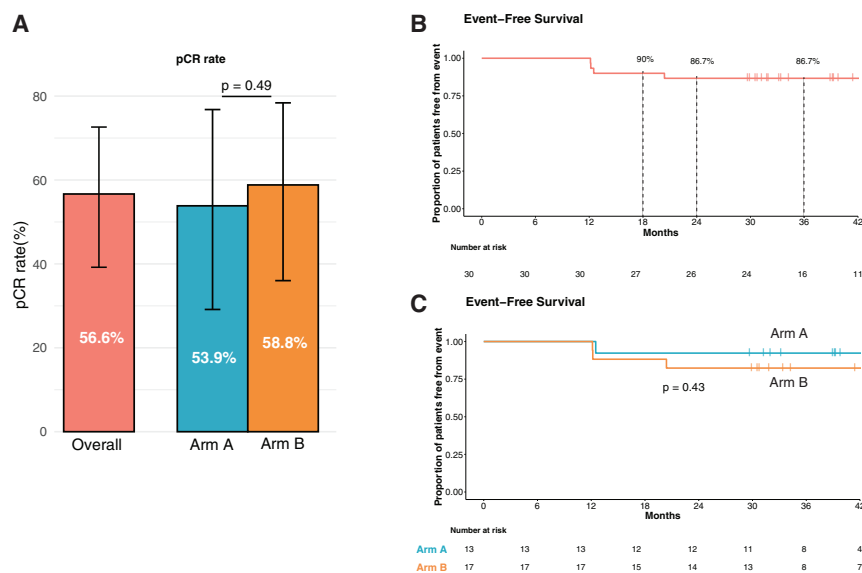 A
pCR rate
p = 0.49
80
60
40
20
0
pCR rate(%)
56.6%
53.9%
58.8%
Overall
Arm A
Arm B
B
Event-Free Survival
Proportion of patients free from event
1.00
0.75
0.50
0.25
0.00
90%
86.7%
86.7%
0 6 12 18 24 30 36 42
Months
Number at risk
30 30 30 27 26 24 16 11
C
Event-Free Survival
Proportion of patients free from event
1.00
0.75
0.50
0.25
0.00
Arm A
Arm B
p = 0.43
0 6 12 18 24 30 36 42
Months
Number at risk
Arm A 13 13 13 12 12 11 8 4
Arm B 17 17 17 15 14 13 8 7